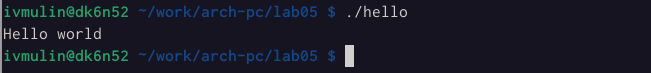 ivmulin@dk6n52 ~/work/arch-pc/lab05 $ ./hello
Hello world
ivmulin@dk6n52 ~/work/arch-pc/lab05 $